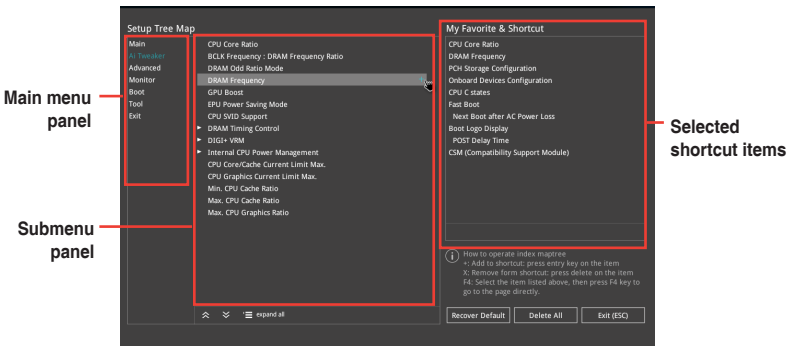 Setup Tree Map
Main
Ai Tweaker
Advanced
Monitor
Boot
Tool
Exit
CPU Core Ratio
BCLK Frequency : DRAM Frequency Ratio
DRAM Odd Ratio Mode
DRAM Frequency
GPU Boost
EPU Power Saving Mode
CPU SVID Support
DRAM Timing Control
DIGI+ VRM
Internal CPU Power Management
CPU Core/Cache Current Limit Max.
CPU Graphics Current Limit Max.
Min. CPU Cache Ratio
Max. CPU Cache Ratio
Max. CPU Graphics Ratio
expand all
My Favorite & Shortcut
CPU Core Ratio
DRAM Frequency
PCH Storage Configuration
Onboard Devices Configuration
CPU C states
Fast Boot
Next Boot after AC Power Loss
Boot Logo Display
POST Delay Time
CSM (Compatibility Support Module)
How to operate index maptree
+: Add to shortcut: press entry key on the item
X: Remove form shortcut: press delete on the item
F4: Select the item listed above, then press F4 key to
go to the page directly.
Recover Default
Delete All
Exit (ESC)
Main menu
panel
Submenu
panel
Selected
shortcut items